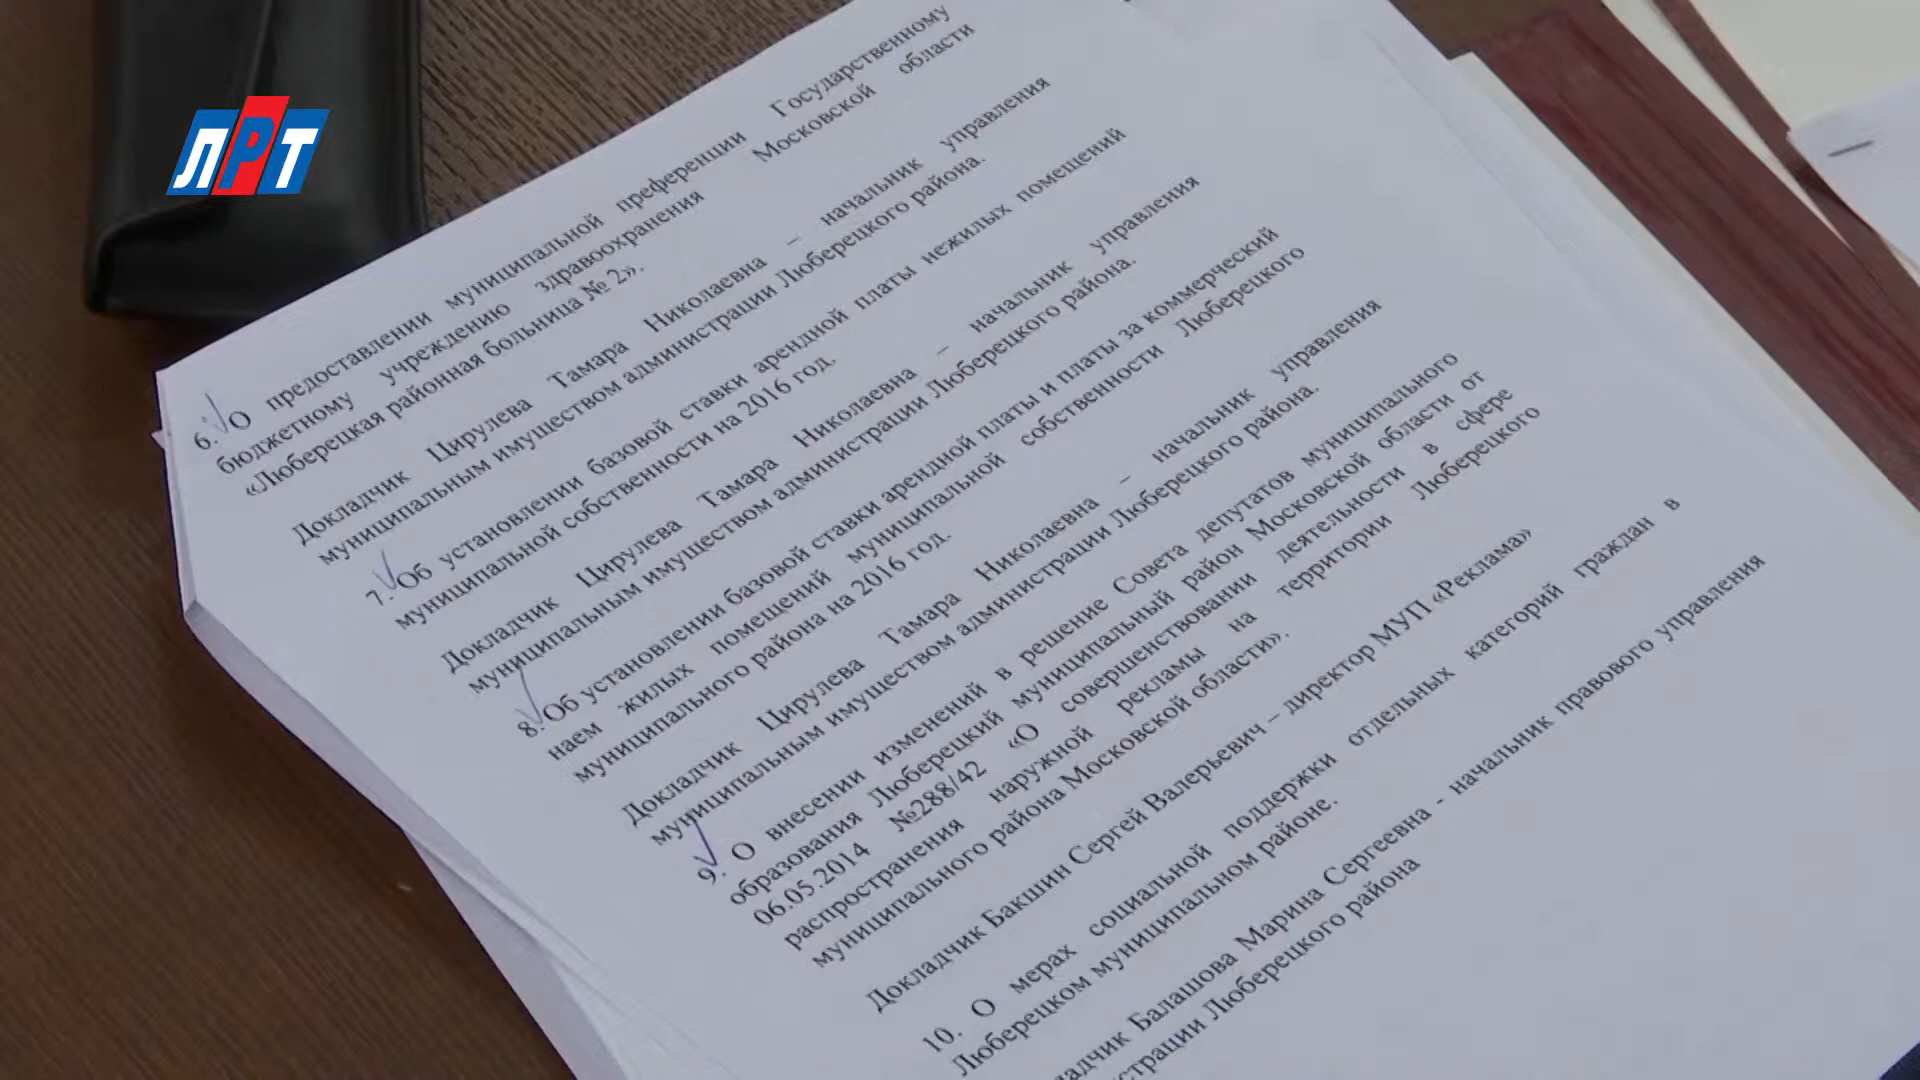 ЛРТ
6. О предоставлении муниципальной преференции Государственному
бюджетному учреждению здравоохранения Московской области
«Люберецкая районная больница № 2».
Докладчик Цирулева Тамара Николаевна – начальник управления
муниципальным имуществом администрации Люберецкого района.
7. Об установлении базовой ставки арендной платы нежилых помещений
муниципальной собственности на 2016 год.
Докладчик Цирулева Тамара Николаевна – начальник управления
муниципальным имуществом администрации Люберецкого района.
8. Об установлении базовой ставки арендной платы и платы за коммерческий
наем жилых помещений муниципальной собственности Люберецкого
муниципального района на 2016 год.
Докладчик Цирулева Тамара Николаевна – начальник управления
муниципальным имуществом администрации Люберецкого района.
9. О внесении изменений в решение Совета депутатов муниципального
образования Люберецкий муниципальный район Московской области от
06.05.2014 №288/42 «О совершенствовании деятельности в сфере
распространения наружной рекламы на территории Люберецкого
муниципального района Московской области».
Докладчик Бакшин Сергей Валерьевич – директор МУП «Реклама»
10. О мерах социальной поддержки отдельных категорий граждан в
Люберецком муниципальном районе.
ладчик Балашова Марина Сергеевна - начальник правового управления
страции Люберецкого района